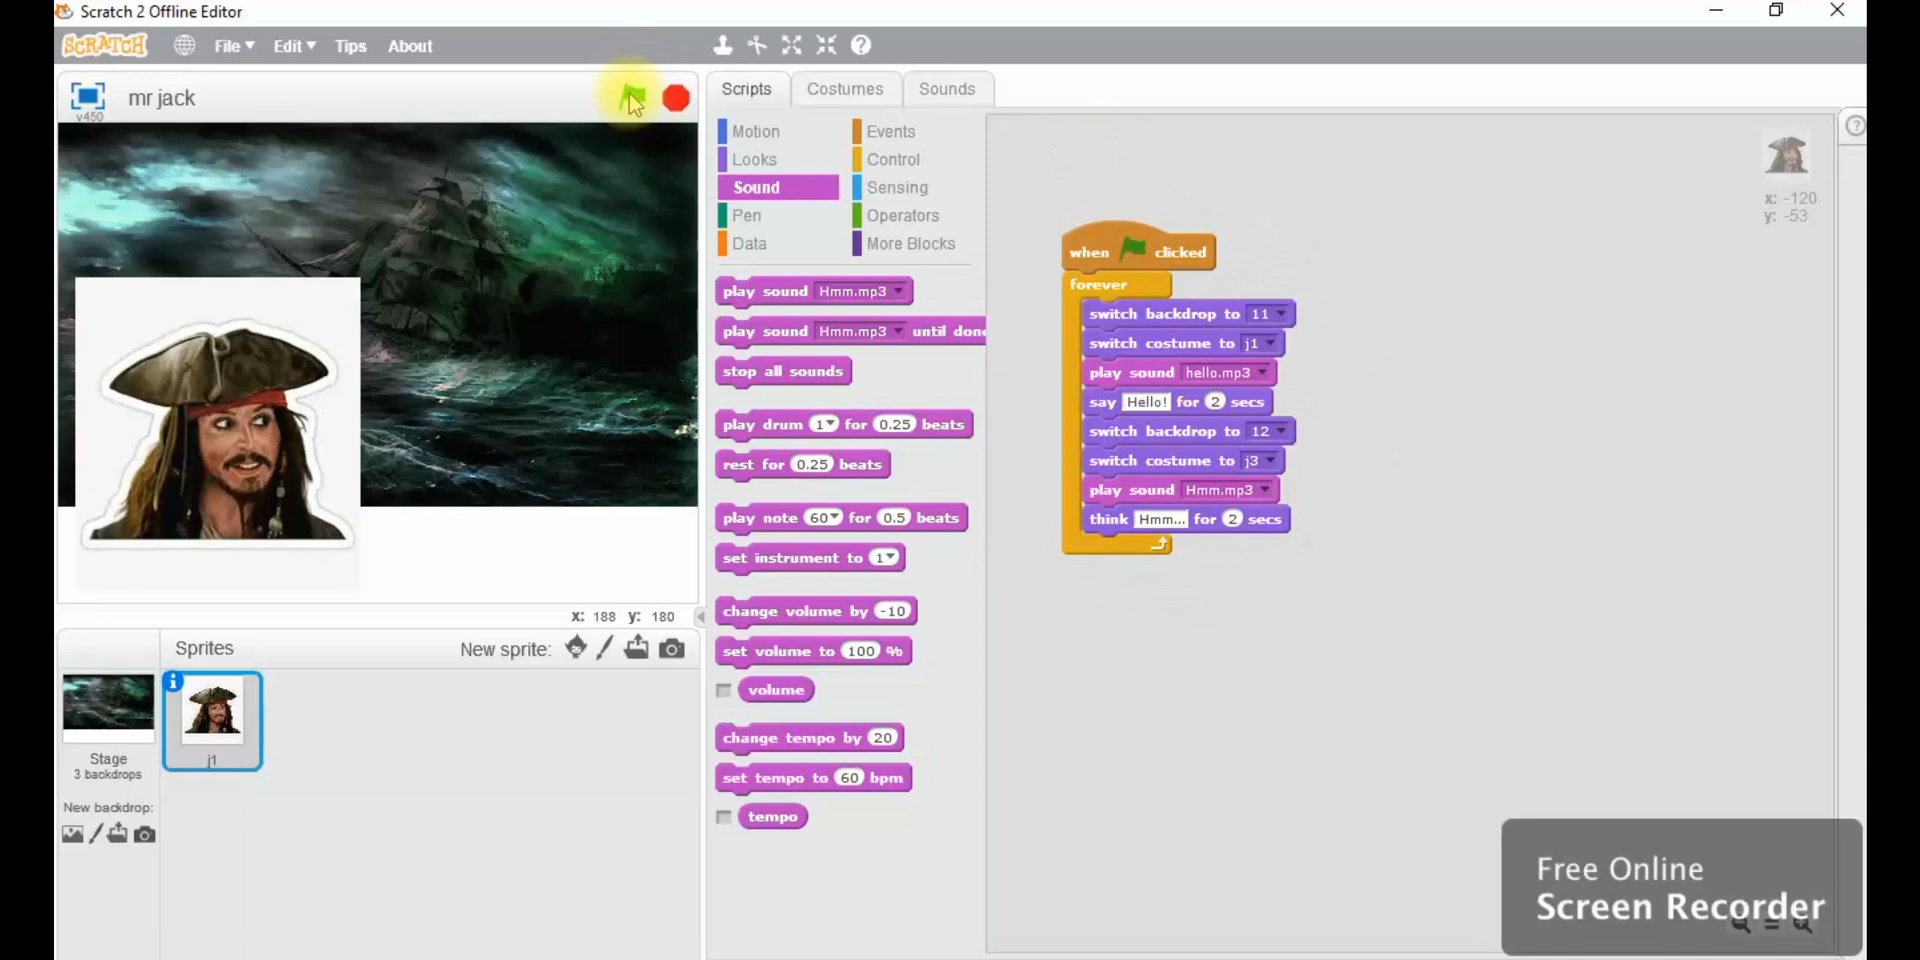 Scratch 2 Offline Editor
SCRATCH File Edit Tips About
mr jack
v450
Scripts Costumes Sounds
Motion Events
Looks Control
Sound Sensing
Pen Operators
Data More Blocks
play sound Hmm.mp3
play sound Hmm.mp3 until done
stop all sounds
play drum 1 for 0.25 beats
rest for 0.25 beats
play note 60 for 0.5 beats
set instrument to 1
change volume by -10
set volume to 100 %
volume
change tempo by 20
set tempo to 60 bpm
tempo
when clicked
forever
switch backdrop to 11
switch costume to j1
play sound hello.mp3
say Hello! for 2 secs
switch backdrop to 12
switch costume to j3
play sound Hmm.mp3
think Hmm... for 2 secs
x: -120
y: -53
x: 188 y: 180
Sprites New sprite:
Stage
3 backdrops
New backdrop:
j1
Free Online
Screen Recorder